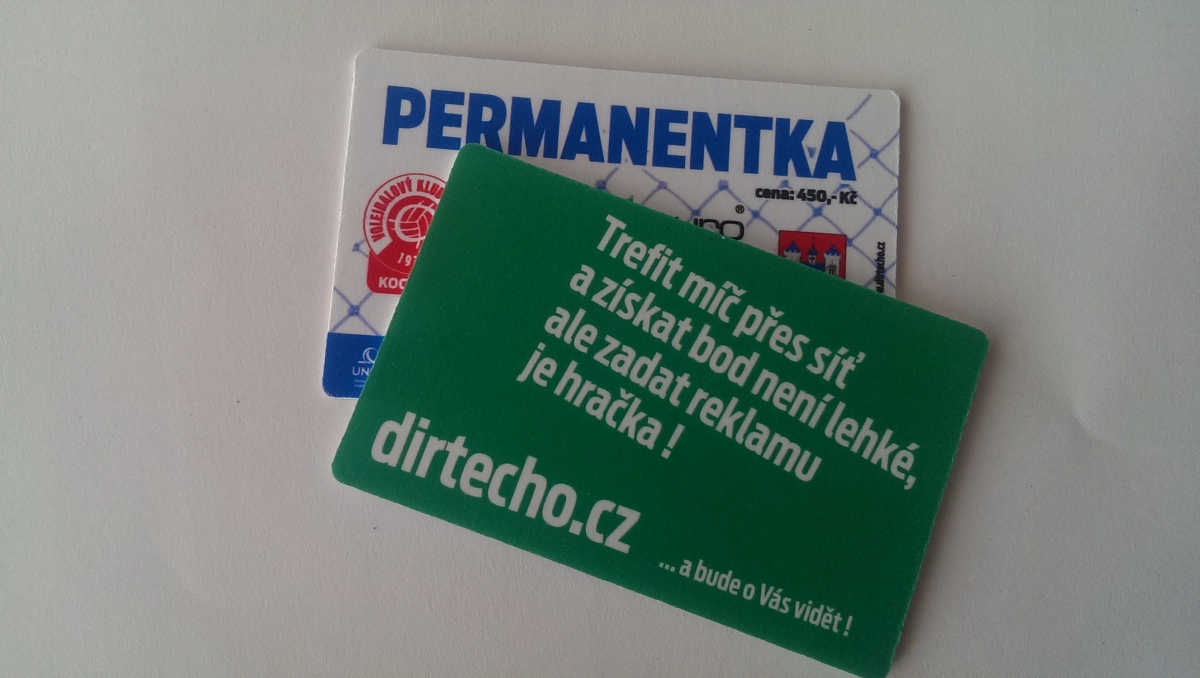 PERMANENTKA
cena: 450,- Kč
VOLEJBALOVÝ
Trefit míč přes síť
a získat bod není lehké,
ale zadat reklamu
je hračka !
dirtecho.cz
... a bude o Vás vidět !